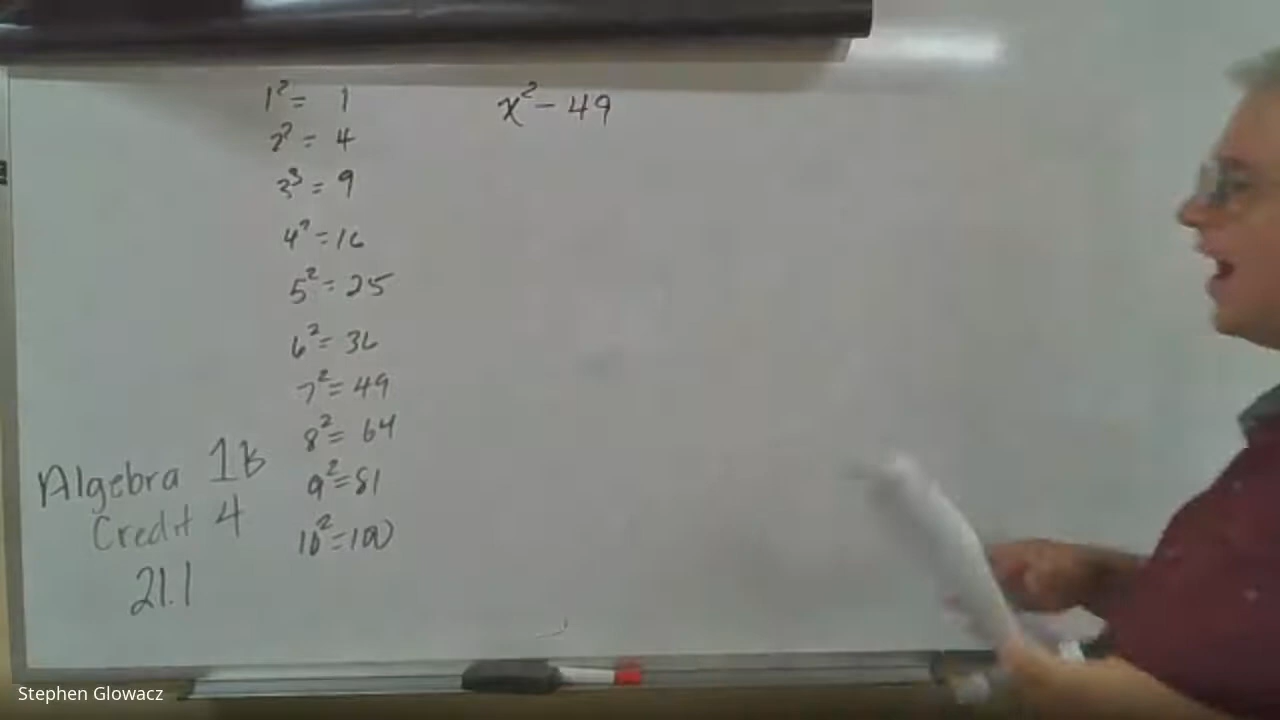 1² = 1
2² = 4
3³ = 9
4² = 16
5² = 25
6² = 36
7² = 49
8² = 64
9² = 81
10² = 100
x² - 49
Algebra 1B
Credit 4
21.1
Stephen Glowacz